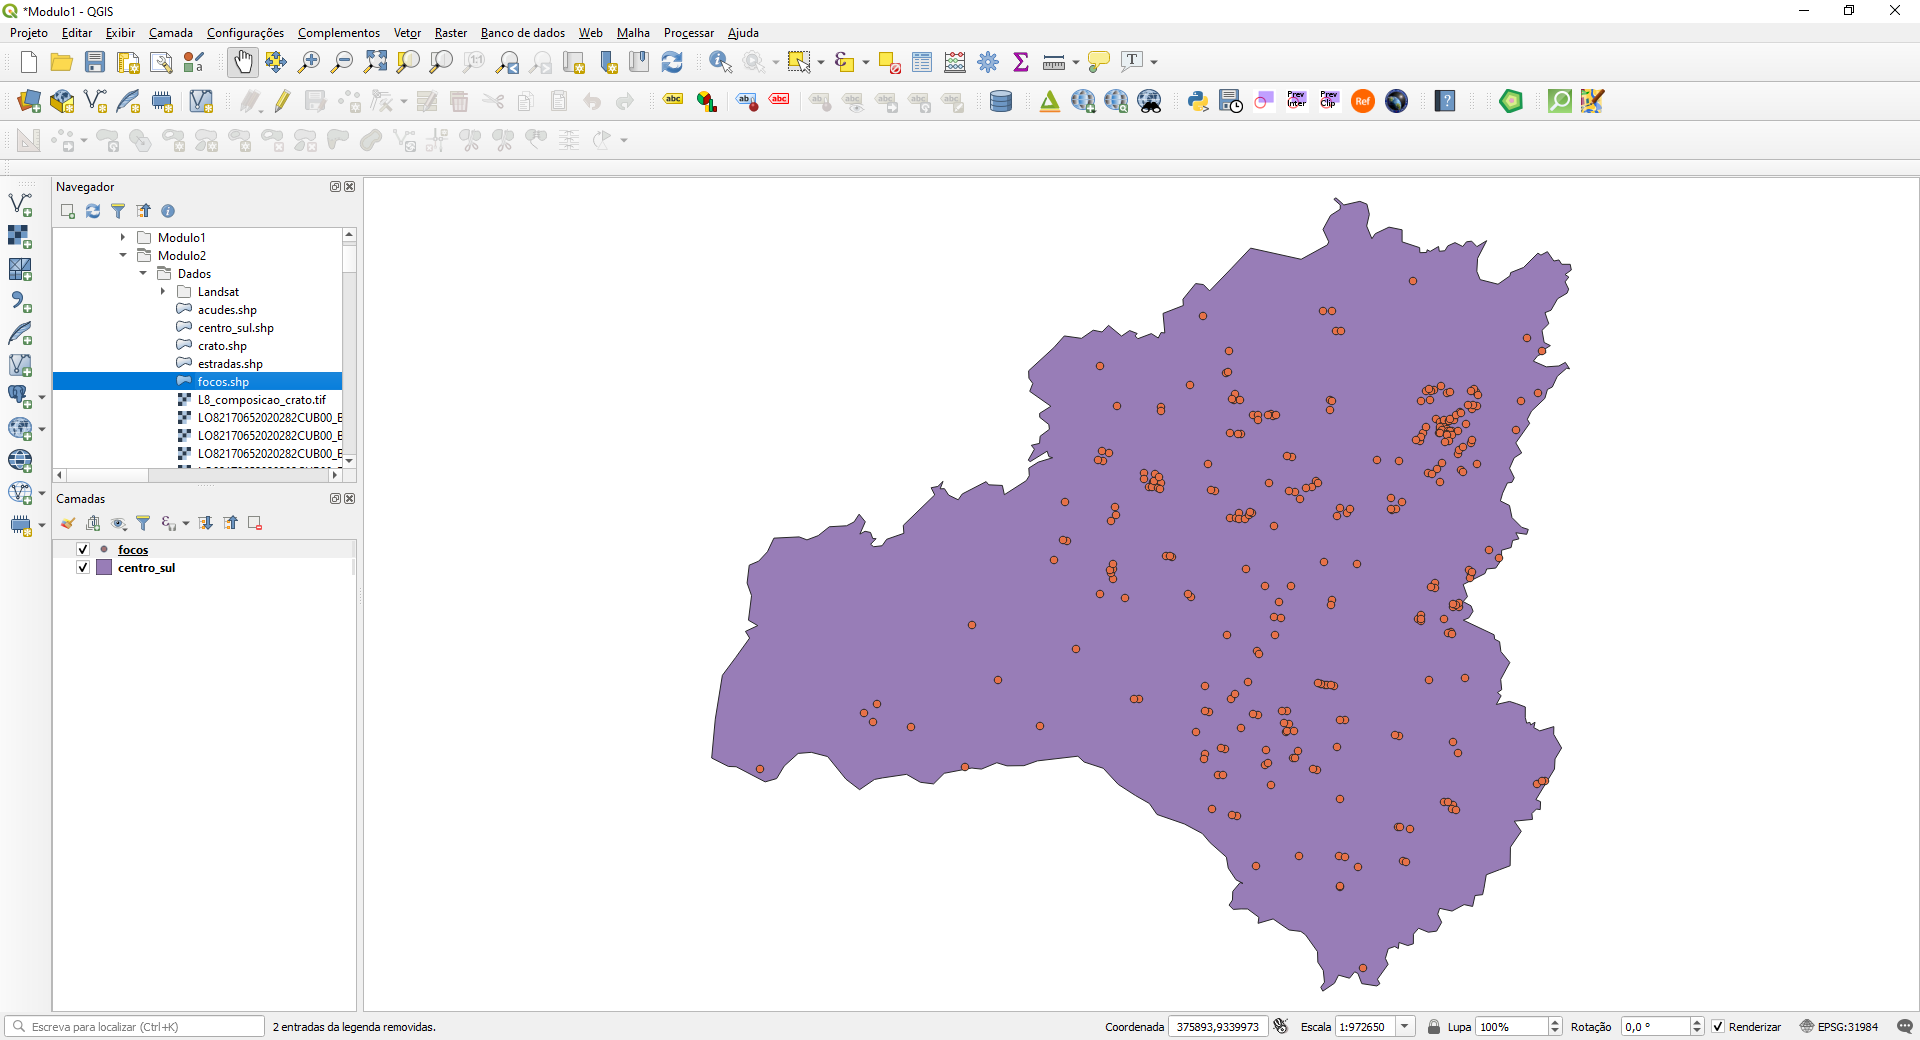 *Modulo1 - QGIS
Projeto Editar Exibir Camada Configurações Complementos Vetor Raster Banco de dados Web Malha Processar Ajuda
Navegador
Modulo1
Modulo2
Dados
Landsat
acudes.shp
centro_sul.shp
crato.shp
estradas.shp
focos.shp
L8_composicao_crato.tif
LO82170652020282CUB00_B
LO82170652020282CUB00_B
LO82170652020282CUB00_B
Camadas
focos
centro_sul
Escreva para localizar (Ctrl+K) 2 entradas da legenda removidas. Coordenada 375893,9339973 Escala 1:972650 Lupa 100% Rotação 0,0 ° Renderizar EPSG:31984